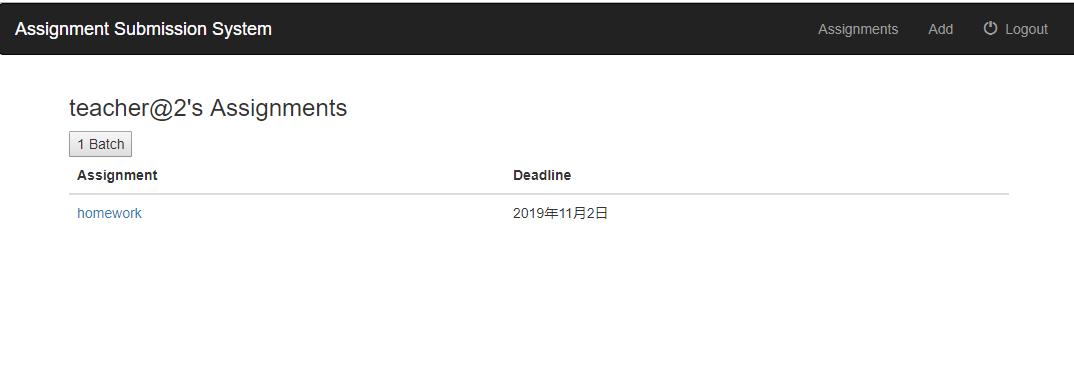 Assignment Submission System Assignments Add Logout
teacher@2's Assignments
1 Batch
Assignment Deadline
homework 2019年11月2日